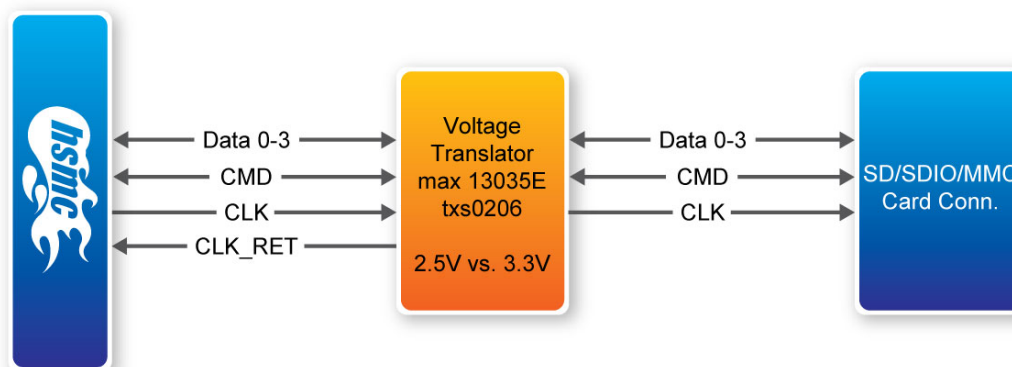 hsmc
Data 0-3
CMD
CLK
CLK_RET
Voltage
Translator
max 13035E
txs0206
2.5V vs. 3.3V
Data 0-3
CMD
CLK
SD/SDIO/MMC
Card Conn.